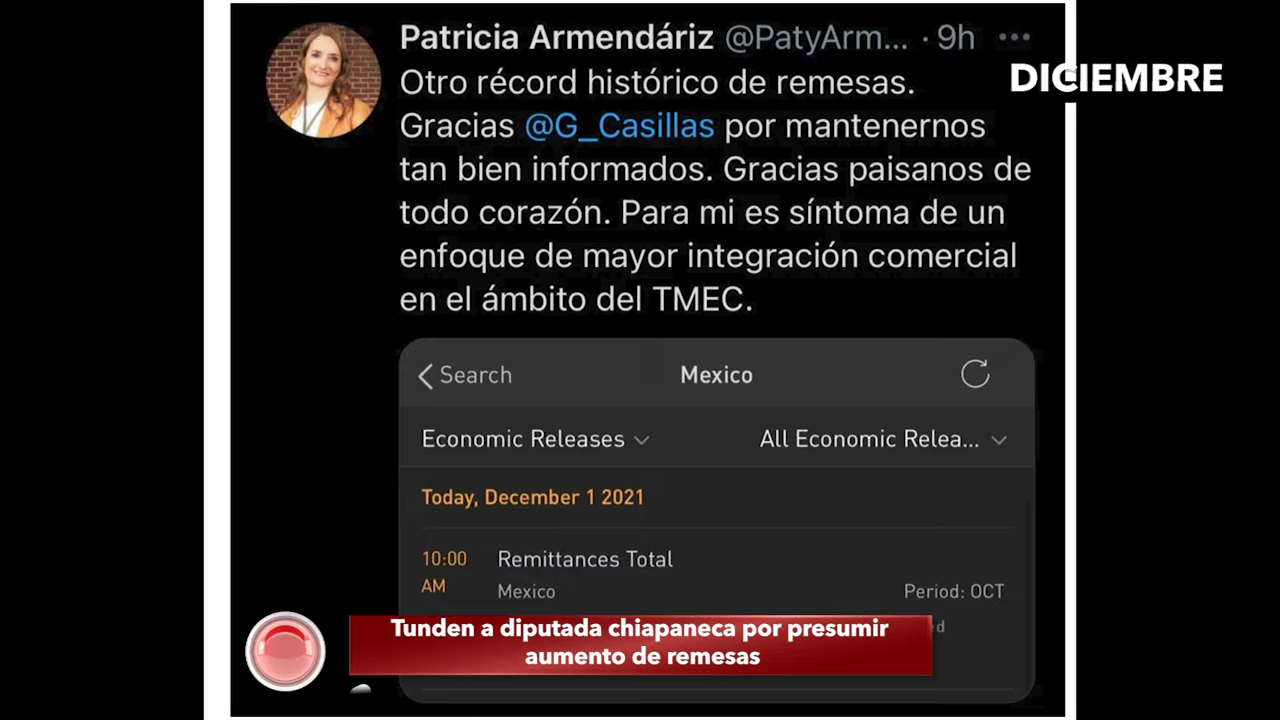 Patricia Armendáriz @PatyArm... · 9h
DICIEMBRE
Otro récord histórico de remesas.
Gracias @G_Casillas por mantenernos
tan bien informados. Gracias paisanos de
todo corazón. Para mi es síntoma de un
enfoque de mayor integración comercial
en el ámbito del TMEC.
Search
Mexico
Economic Releases
All Economic Relea...
Today, December 1 2021
10:00 AM
Remittances Total
Mexico
Period: OCT
Tunden a diputada chiapaneca por presumir
aumento de remesas